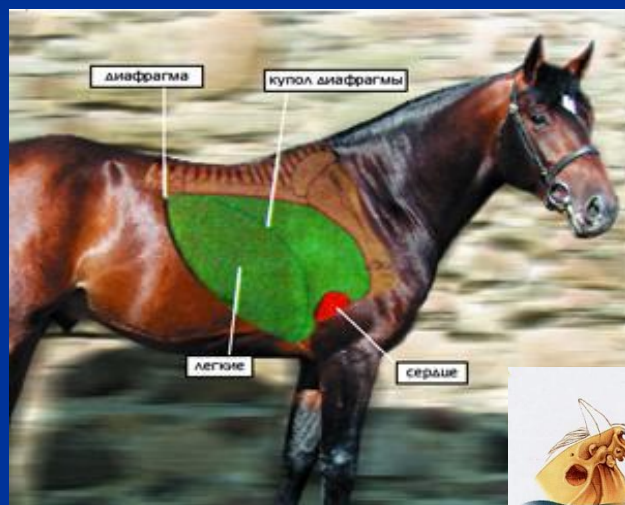 диафрагма
купол диафрагмы
легкие
сердце